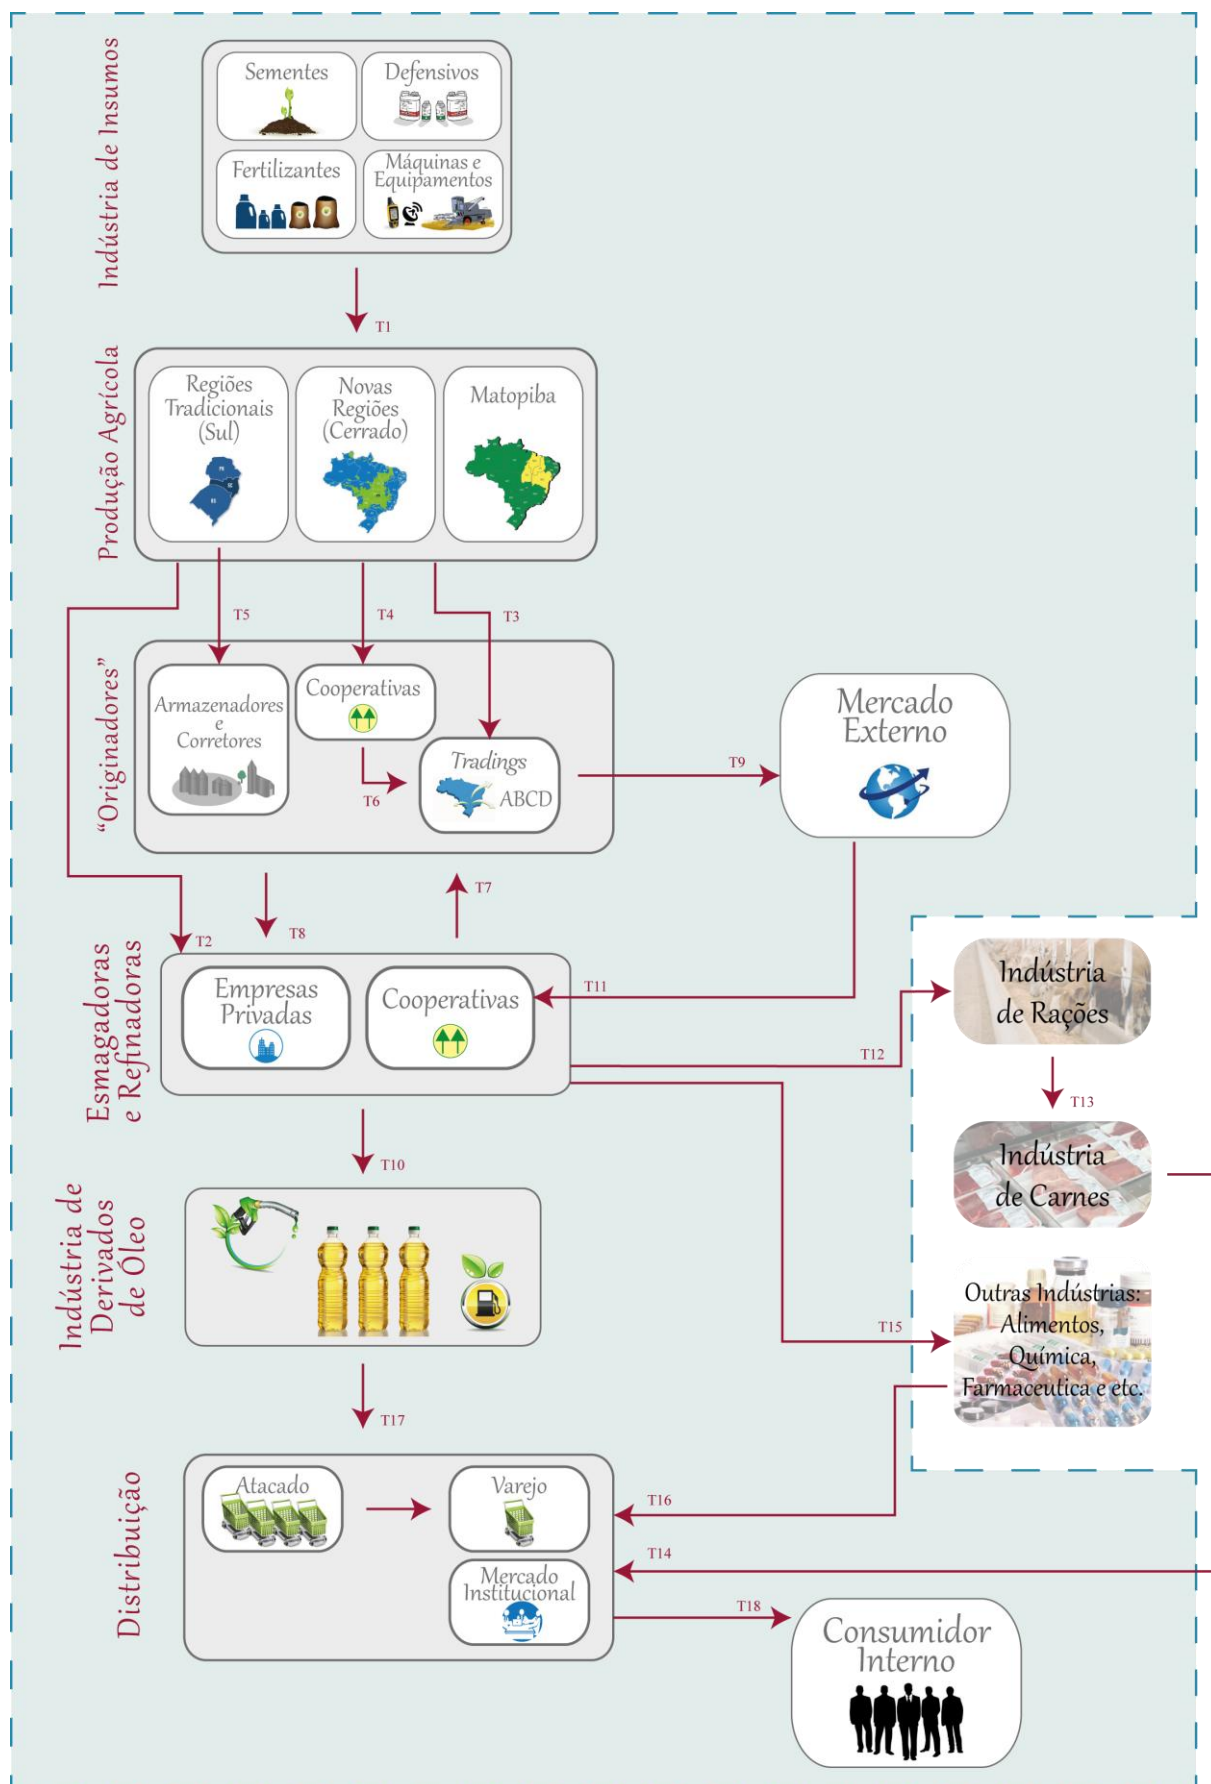 Indústria de Insumos
Sementes
Defensivos
Fertilizantes
Máquinas e
Equipamentos
T1
Produção Agrícola
Regiões
Tradicionais
(Sul)
Novas
Regiões
(Cerrado)
Matopiba
T5
T4
T3
"Originadores"
Armazenadores
e
Corretores
Cooperativas
T6
Tradings
ABCD
T9
Mercado
Externo
T2
T8
T7
Esmagadoras
e Refinadoras
Empresas
Privadas
Cooperativas
T11
T12
Indústria
de Rações
T13
Indústria
de Carnes
T10
Indústria de
Derivados
de Óleo
T15
Outras Indústrias:
Alimentos,
Química,
Farmaceutica e etc.
T17
Distribuição
Atacado
Varejo
Mercado
Institucional
T16
T14
T18
Consumidor
Interno